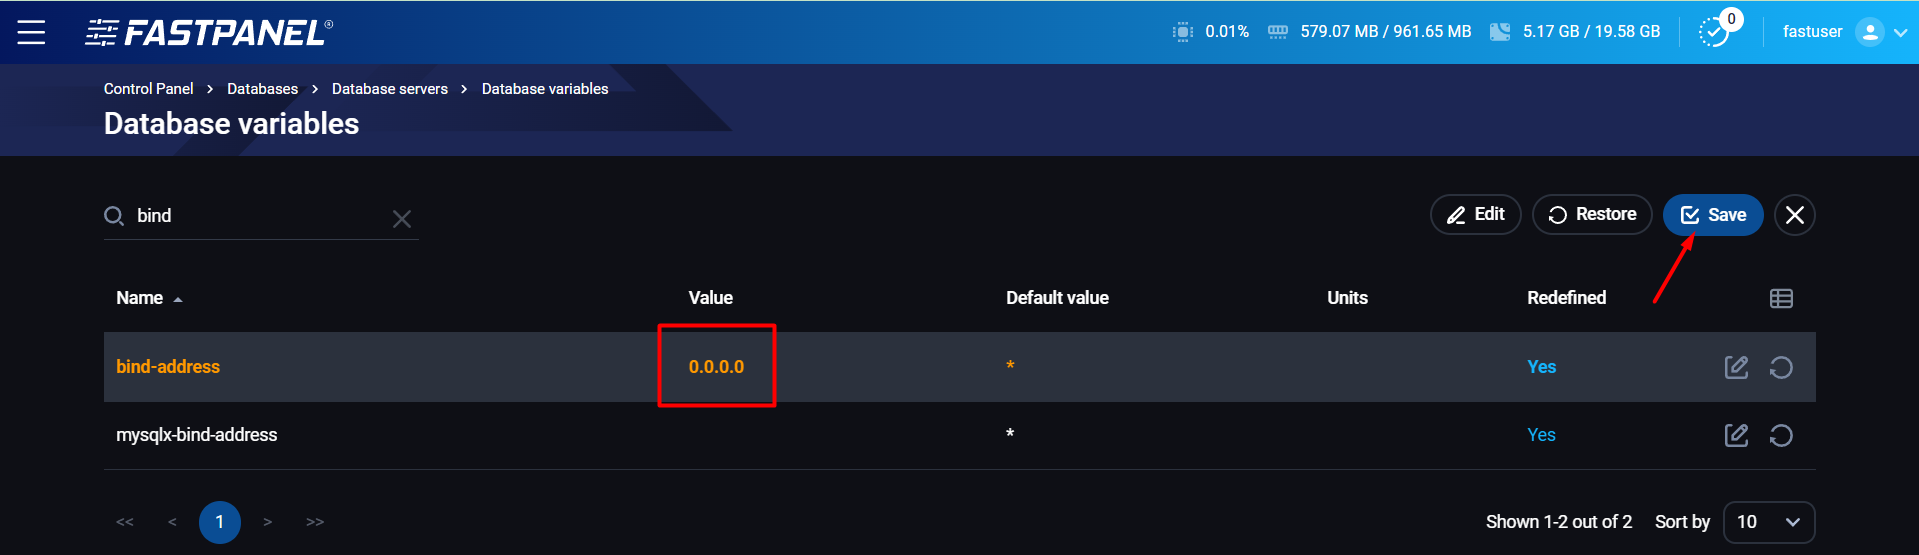 FASTPANEL®
0.01%
579.07 MB / 961.65 MB
5.17 GB / 19.58 GB
0
fastuser
Control Panel > Databases > Database servers > Database variables
Database variables
bind
Edit
Restore
Save
Name Value Default value Units Redefined
bind-address 0.0.0.0 * Yes
mysqlx-bind-address * Yes
<< < 1 > >>
Shown 1-2 out of 2 Sort by 10